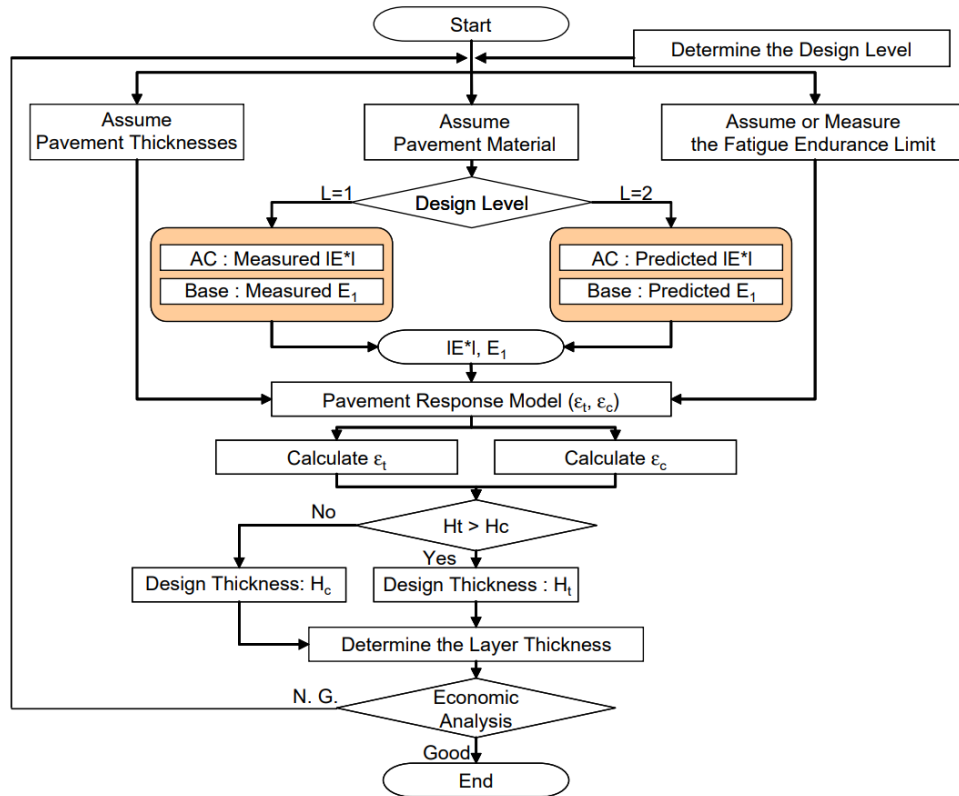 Start
Determine the Design Level
Assume
Pavement Thicknesses
Assume
Pavement Material
Assume or Measure
the Fatigue Endurance Limit
L=1
Design Level
L=2
AC : Measured IE*I
Base : Measured E₁
AC : Predicted IE*I
Base : Predicted E₁
IE*I, E₁
Pavement Response Model (εₜ, ε꜀)
Calculate εₜ
Calculate ε꜀
No
Ht > Hc
Yes
Design Thickness: H꜀
Design Thickness : Hₜ
Determine the Layer Thickness
N. G.
Economic
Analysis
Good
End